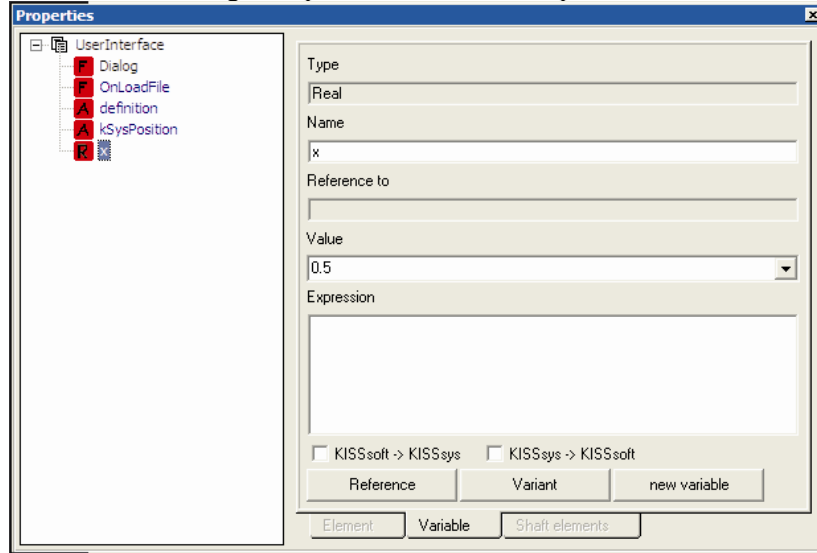 Properties
UserInterface
F Dialog
F OnLoadFile
A definition
A kSysPosition
R x
Type
Real
Name
x
Reference to
Value
0.5
Expression
KISSsoft -> KISSsys KISSsys -> KISSsoft
Reference Variant new variable
Element Variable Shaft elements